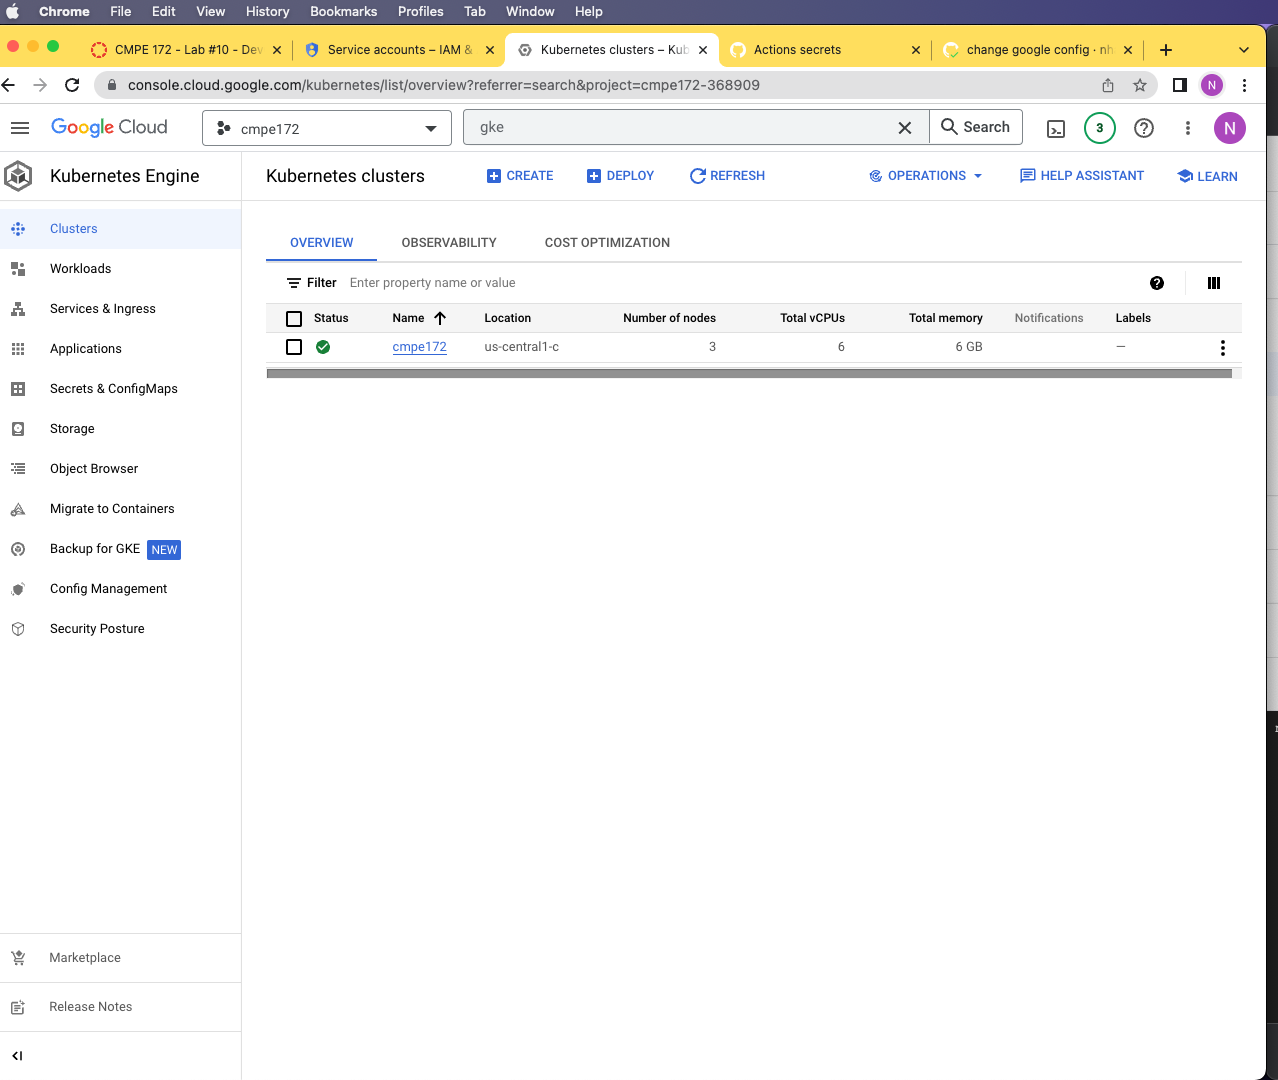 Chrome File Edit View History Bookmarks Profiles Tab Window Help
CMPE 172 - Lab #10 - Dev Service accounts – IAM & Kubernetes clusters – Kub Actions secrets change google config · nh
console.cloud.google.com/kubernetes/list/overview?referrer=search&project=cmpe172-368909 N
Google Cloud cmpe172 gke Search 3 N
Kubernetes Engine Kubernetes clusters CREATE DEPLOY REFRESH OPERATIONS HELP ASSISTANT LEARN
Clusters
Workloads
Services & Ingress
Applications
Secrets & ConfigMaps
Storage
Object Browser
Migrate to Containers
Backup for GKE NEW
Config Management
Security Posture
Marketplace
Release Notes
OVERVIEW OBSERVABILITY COST OPTIMIZATION
Filter Enter property name or value
Status Name Location Number of nodes Total vCPUs Total memory Notifications Labels
cmpe172 us-central1-c 3 6 6 GB —